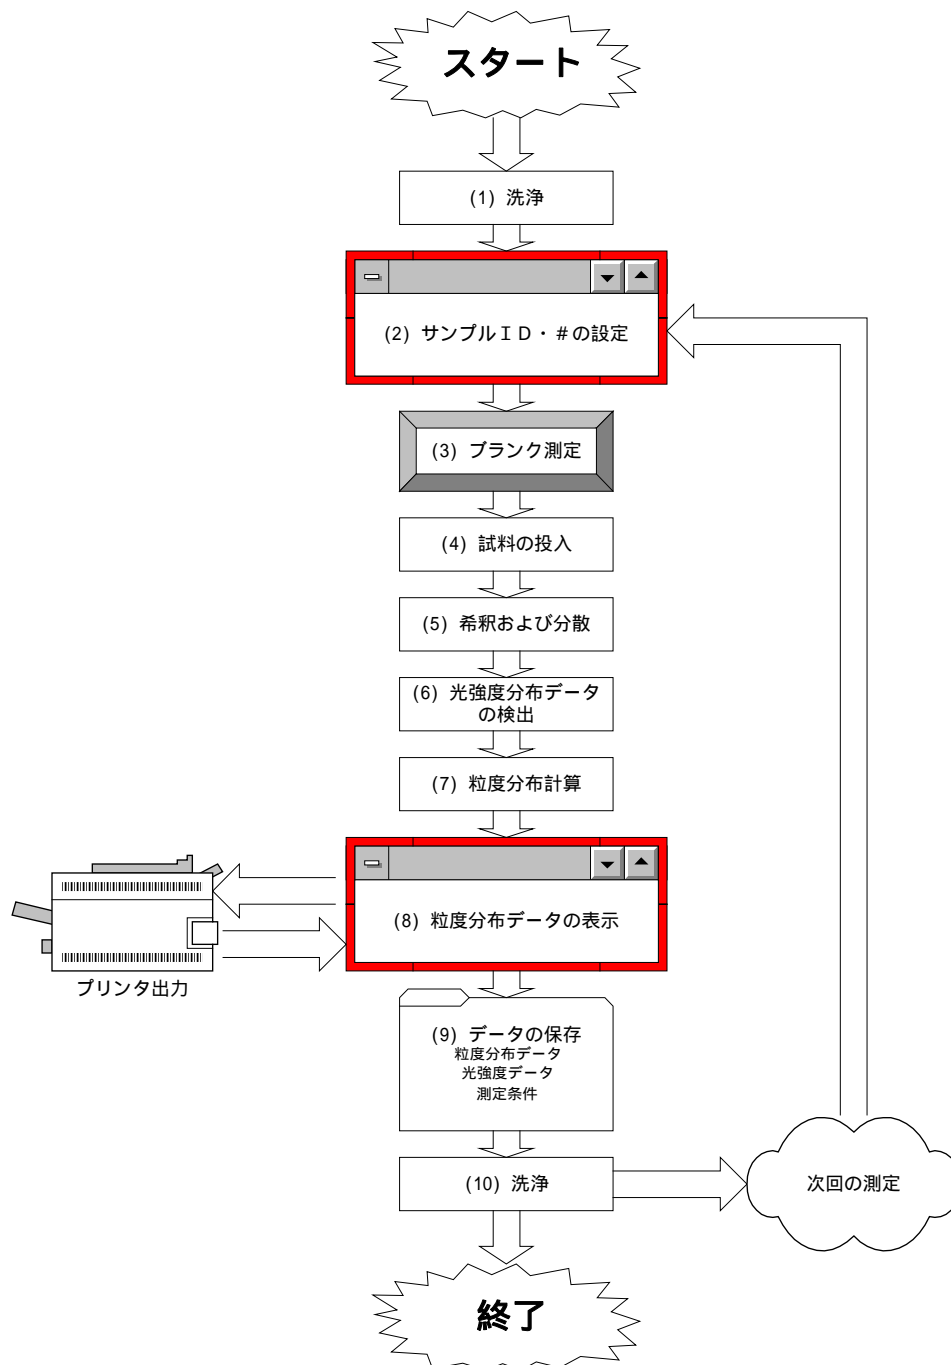 スタート
(1) 洗浄
(2) サンプルＩＤ・＃の設定
(3) ブランク測定
(4) 試料の投入
(5) 希釈および分散
(6) 光強度分布データ
の検出
(7) 粒度分布計算
(8) 粒度分布データの表示
プリンタ出力
(9) データの保存
粒度分布データ
光強度データ
測定条件
(10) 洗浄
次回の測定
終了